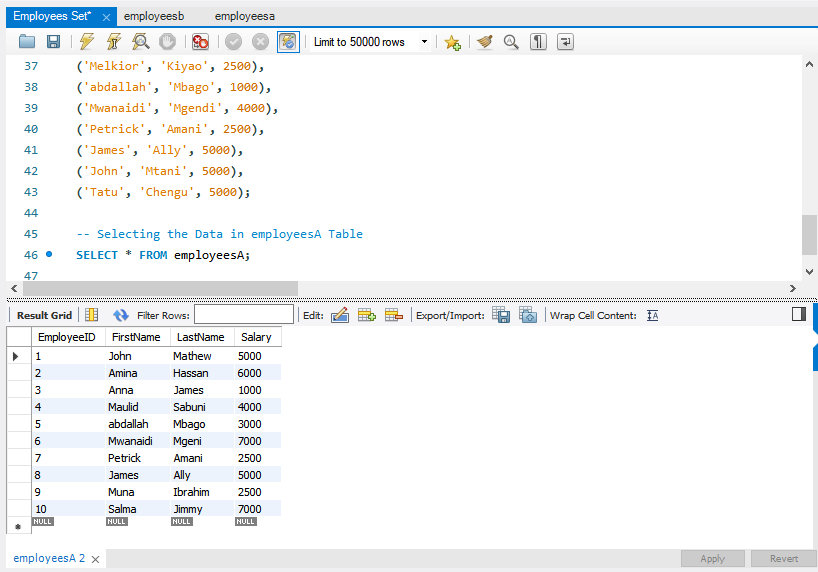 Employees Set* employeesb employeesa
Limit to 50000 rows
37 ('Melkior', 'Kiyao', 2500),
38 ('abdallah', 'Mbago', 1000),
39 ('Mwanaidi', 'Mgendi', 4000),
40 ('Petrick', 'Amani', 2500),
41 ('James', 'Ally', 5000),
42 ('John', 'Mtani', 5000),
43 ('Tatu', 'Chengu', 5000);
44
45 -- Selecting the Data in employeesA Table
46 SELECT * FROM employeesA;
47
Result Grid Filter Rows: Edit: Export/Import: Wrap Cell Content: IA
EmployeeID FirstName LastName Salary
1 John Mathew 5000
2 Amina Hassan 6000
3 Anna James 1000
4 Maulid Sabuni 4000
5 abdallah Mbago 3000
6 Mwanaidi Mgeni 7000
7 Petrick Amani 2500
8 James Ally 5000
9 Muna Ibrahim 2500
10 Salma Jimmy 7000
NULL NULL NULL NULL
employeesA 2 Apply Revert